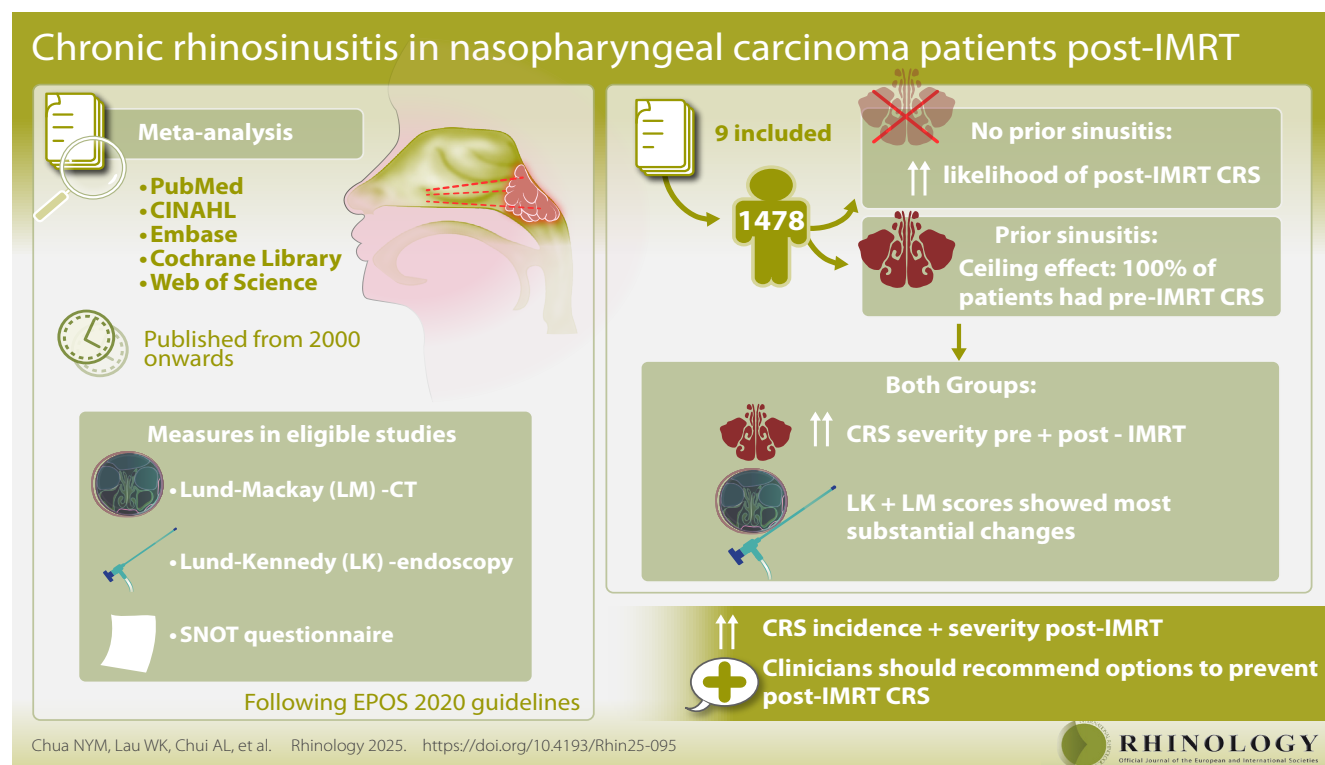 Chronic rhinosinusitis in nasopharyngeal carcinoma patients post-IMRT
Meta-analysis
•PubMed
•CINAHL
•Embase
•Cochrane Library
•Web of Science
Published from 2000
onwards
Measures in eligible studies
•Lund-Mackay (LM) -CT
•Lund-Kennedy (LK) -endoscopy
•SNOT questionnaire
Following EPOS 2020 guidelines
9 included
1478
No prior sinusitis:
↑↑ likelihood of post-IMRT CRS
Prior sinusitis:
Ceiling effect: 100% of
patients had pre-IMRT CRS
Both Groups:
↑↑ CRS severity pre + post - IMRT
LK + LM scores showed most
substantial changes
↑↑ CRS incidence + severity post-IMRT
Clinicians should recommend options to prevent
post-IMRT CRS
Chua NYM, Lau WK, Chui AL, et al. Rhinology 2025. https://doi.org/10.4193/Rhin25-095
RHINOLOGY
Official Journal of the European and International Societies